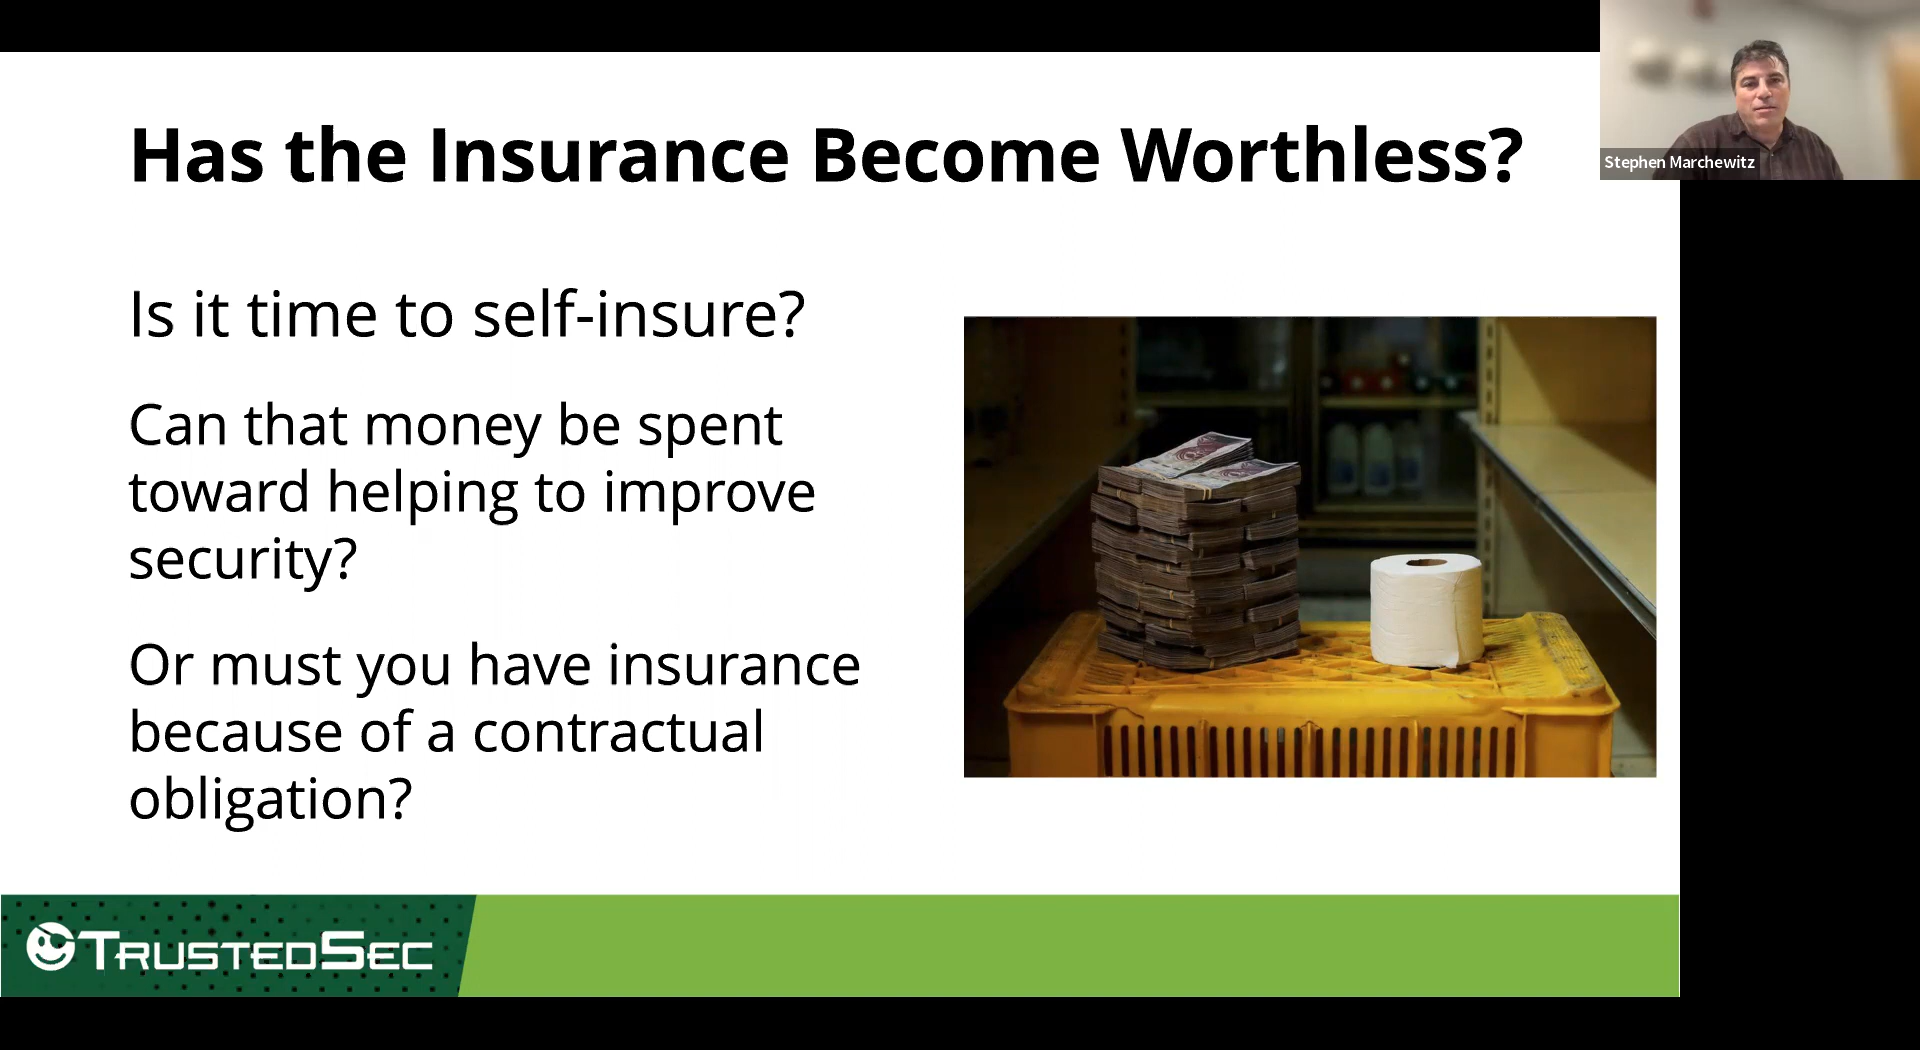 Has the Insurance Become Worthless?
Stephen Marchewitz
Is it time to self-insure?
Can that money be spent
toward helping to improve
security?
Or must you have insurance
because of a contractual
obligation?
TRUSTEDSEC